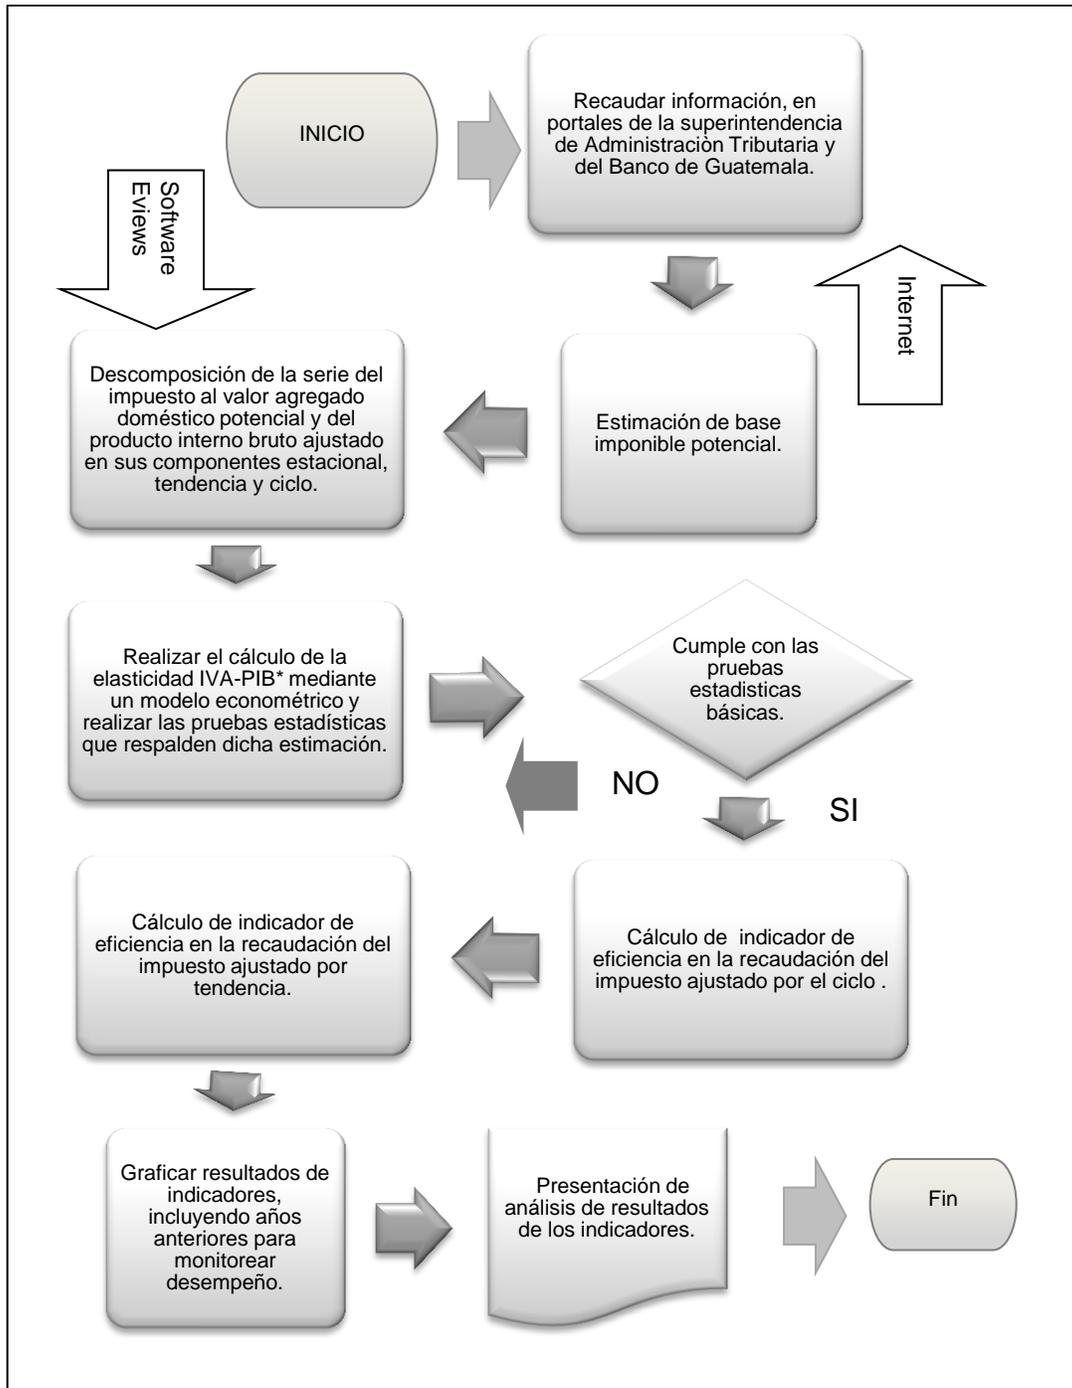 INICIO
Recaudar información, en
portales de la superintendencia
de Administraciòn Tributaria y
del Banco de Guatemala.
Software
Eviews
Internet
Estimación de base
imponible potencial.
Descomposición de la serie del
impuesto al valor agregado
doméstico potencial y del
producto interno bruto ajustado
en sus componentes estacional,
tendencia y ciclo.
Realizar el cálculo de la
elasticidad IVA-PIB* mediante
un modelo econométrico y
realizar las pruebas estadísticas
que respalden dicha estimación.
Cumple con las
pruebas
estadisticas
básicas.
NO
SI
Cálculo de indicador de
eficiencia en la recaudación del
impuesto ajustado por el ciclo .
Cálculo de indicador de
eficiencia en la recaudación del
impuesto ajustado por
tendencia.
Graficar resultados de
indicadores,
incluyendo años
anteriores para
monitorear
desempeño.
Presentación de
análisis de resultados
de los indicadores.
Fin